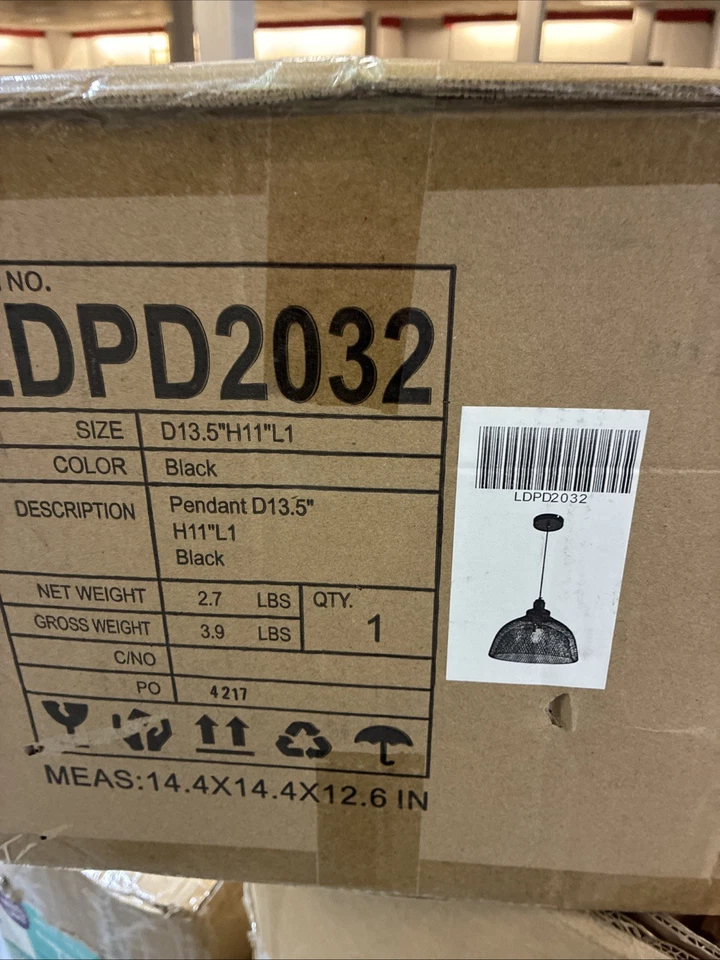 NO.
LDPD2032
SIZE D13.5"H11"L1
COLOR Black
DESCRIPTION Pendant D13.5"
H11"L1
Black
NET WEIGHT 2.7 LBS QTY.
GROSS WEIGHT 3.9 LBS 1
C/NO
PO 4217
MEAS:14.4X14.4X12.6 IN
LDPD2032